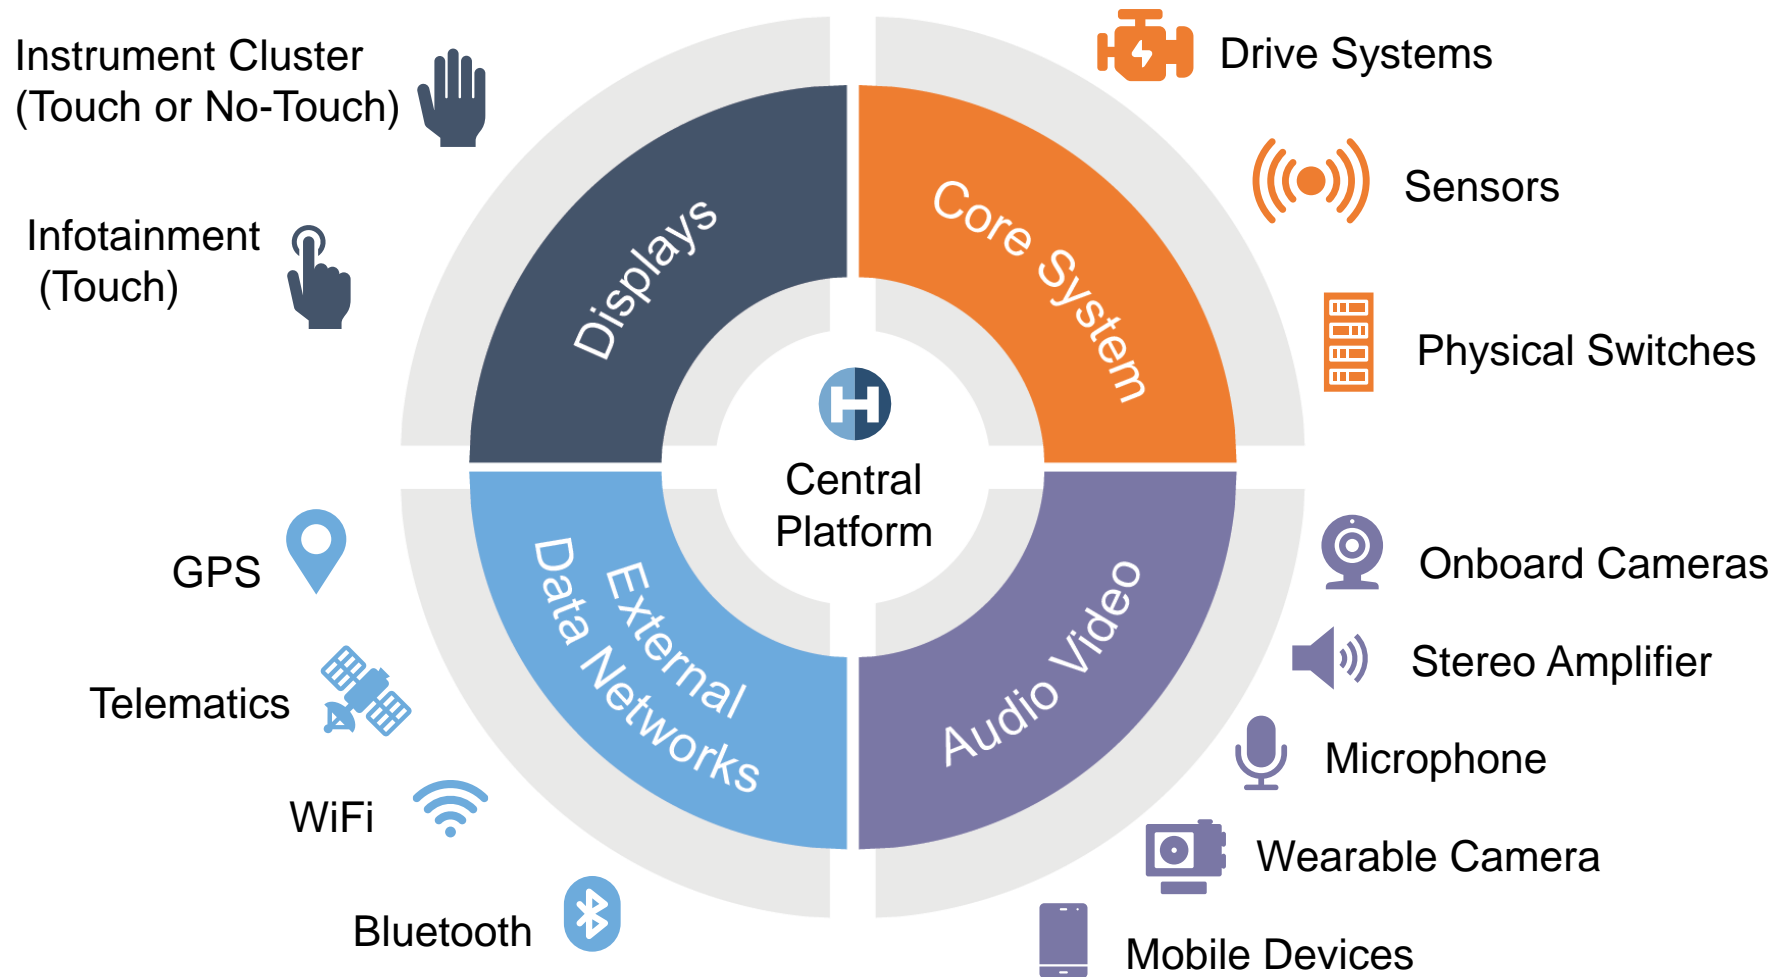 Instrument Cluster
(Touch or No-Touch)
Infotainment
(Touch)
Displays
Drive Systems
Sensors
Physical Switches
Core System
H
Central
Platform
GPS
Telematics
WiFi
Bluetooth
External
Data Networks
Audio Video
Onboard Cameras
Stereo Amplifier
Microphone
Wearable Camera
Mobile Devices